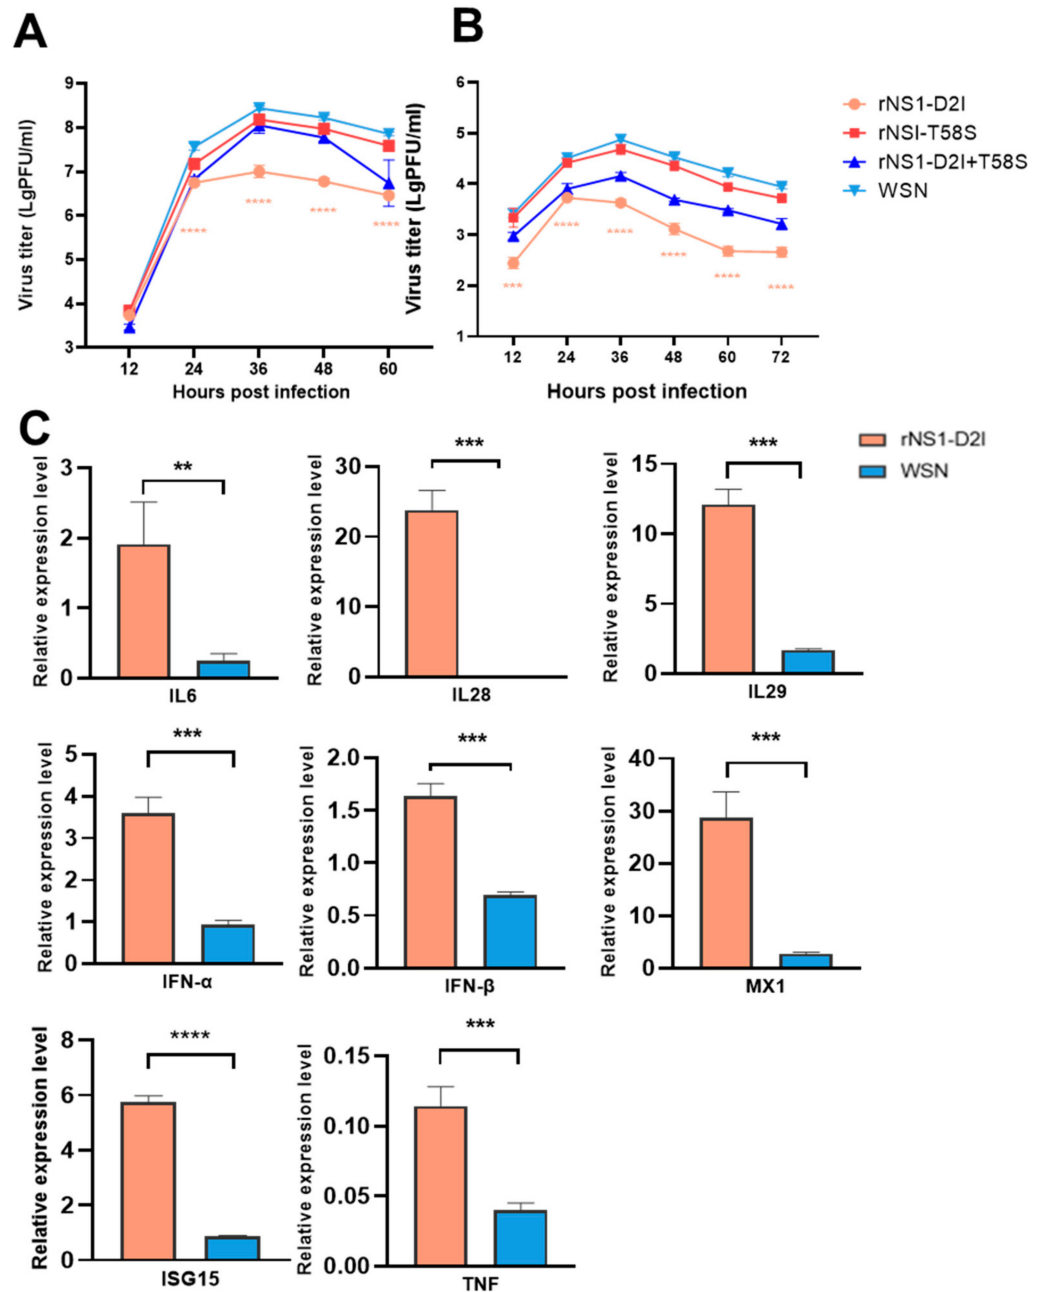 A
B
Virus titer (LgPFU/ml)
9
8
7
6
5
4
3
****
****
****
12 24 36 48 60
Hours post infection
Virus titer (LgPFU/ml)
6
5
4
3
2
1
***
****
****
****
****
****
12 24 36 48 60 72
Hours post infection
rNS1-D2I
rNSI-T58S
rNS1-D2I+T58S
WSN
C
rNS1-D2I
WSN
Relative expression level
3
2
1
0
**
IL6
Relative expression level
30
20
10
0
***
IL28
Relative expression level
15
10
5
0
***
IL29
Relative expression level
5
4
3
2
1
0
***
IFN-α
Relative expression level
2.0
1.5
1.0
0.5
0.0
***
IFN-β
Relative expression level
40
30
20
10
0
***
MX1
Relative expression level
8
6
4
2
0
****
ISG15
Relative expression level
0.15
0.10
0.05
0.00
***
TNF